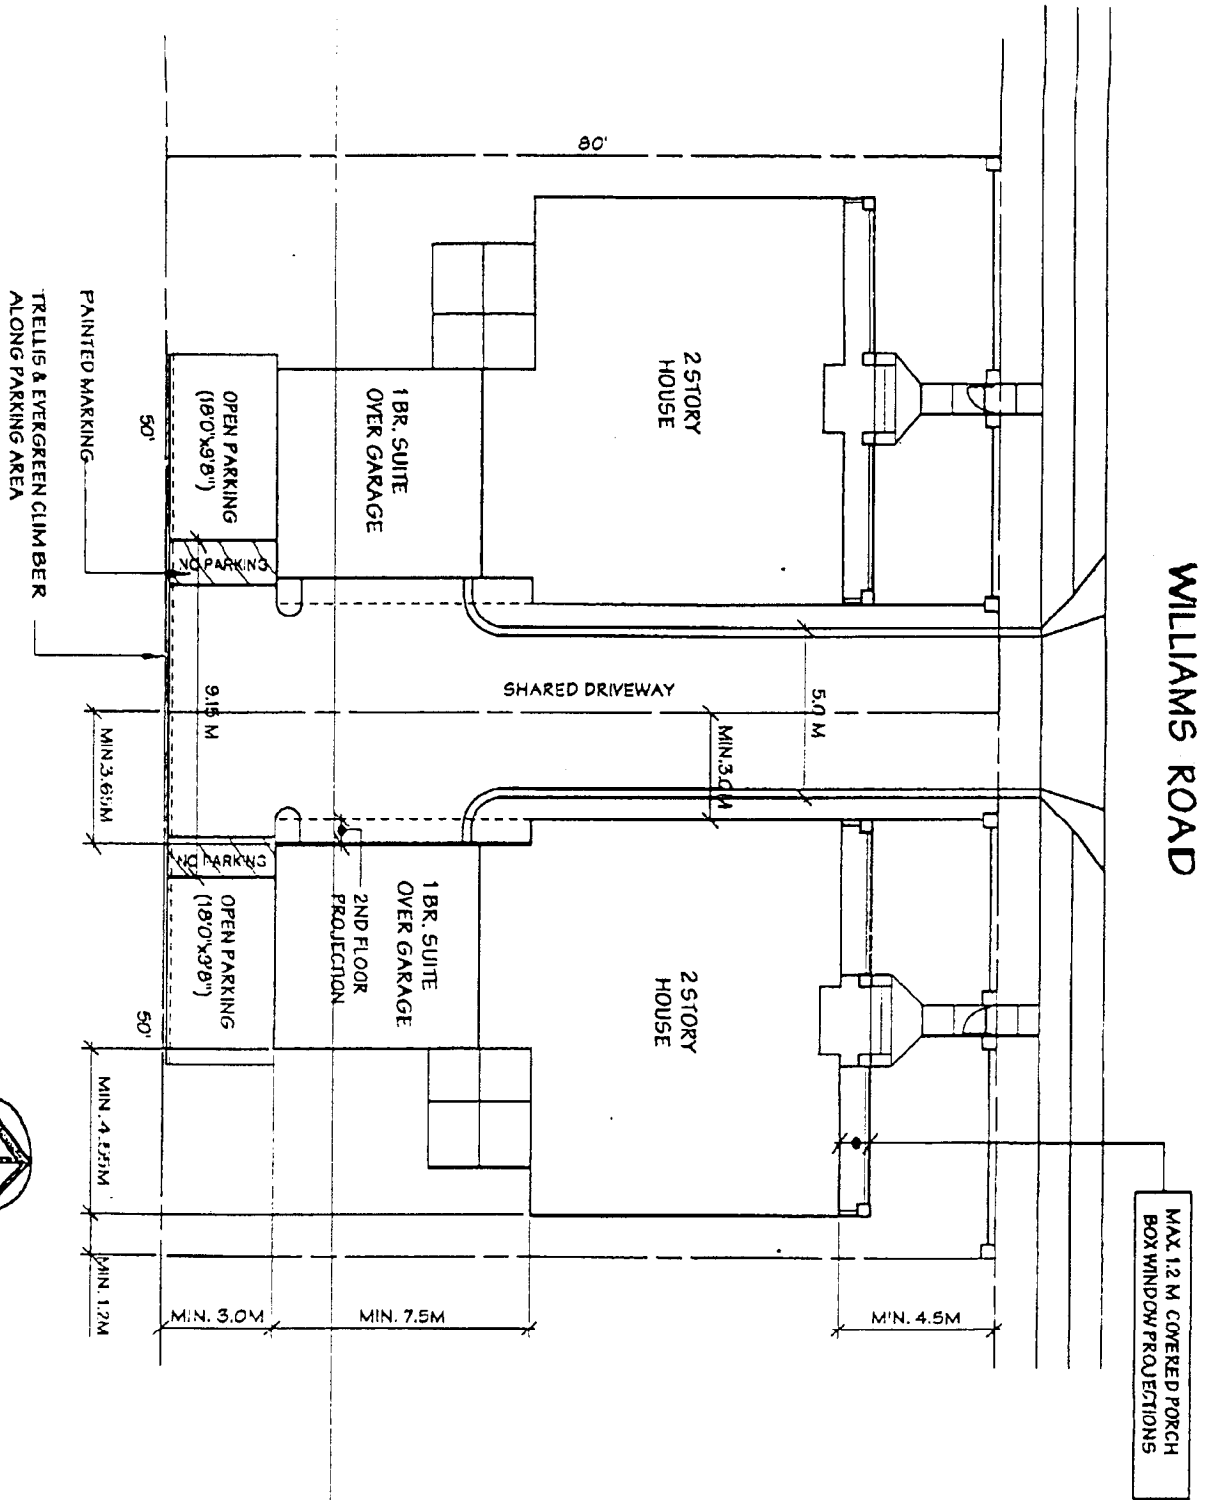 WILLIAMS ROAD
MAX. 1.2 M COVERED PORCH
BOX WINDOW PROJECTIONS
80'
2 STORY
HOUSE
2 STORY
HOUSE
1 BR. SUITE
OVER GARAGE
1 BR. SUITE
OVER GARAGE
2ND FLOOR
PROJECTION
SHARED DRIVEWAY
5.0 M
MIN. 3.0M
OPEN PARKING
(18'0"x9'8")
OPEN PARKING
(18'0"x9'8")
NO PARKING
NO PARKING
9.15 M
50'
50'
MIN. 3.65M
MIN. 4.55M
MIN. 1.2M
MIN. 3.0M
MIN. 7.5M
MIN. 4.5M
PAINTED MARKING
TRELLIS & EVERGREEN CLIMBER
ALONG PARKING AREA